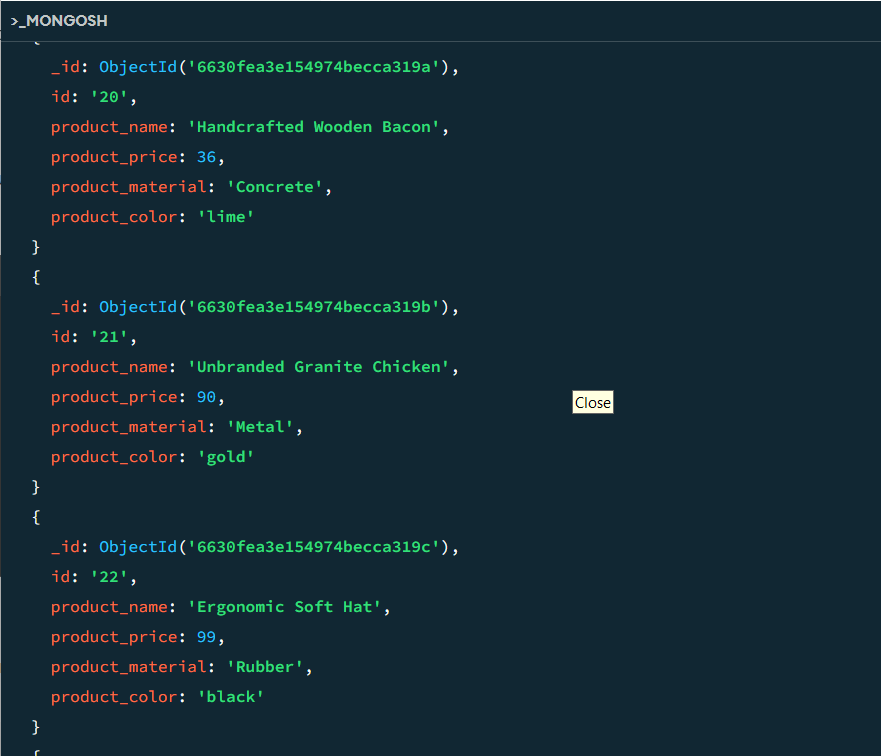 >_MONGOSH
{
_id: ObjectId('6630fea3e154974becca319a'),
id: '20',
product_name: 'Handcrafted Wooden Bacon',
product_price: 36,
product_material: 'Concrete',
product_color: 'lime'
}
{
_id: ObjectId('6630fea3e154974becca319b'),
id: '21',
product_name: 'Unbranded Granite Chicken',
product_price: 90,
Close
product_material: 'Metal',
product_color: 'gold'
}
{
_id: ObjectId('6630fea3e154974becca319c'),
id: '22',
product_name: 'Ergonomic Soft Hat',
product_price: 99,
product_material: 'Rubber',
product_color: 'black'
}
{